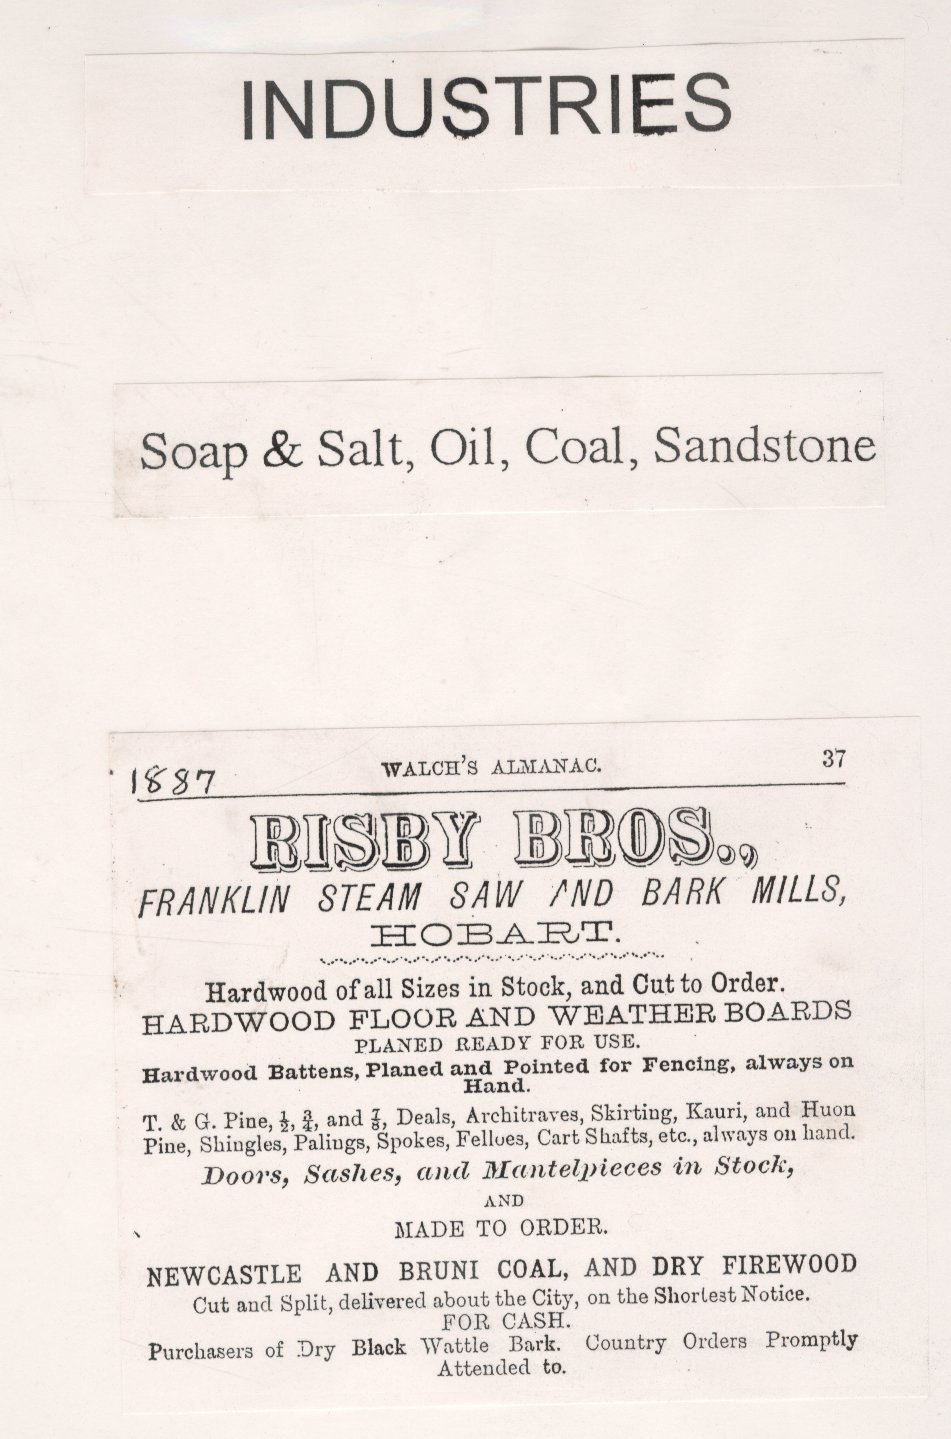 INDUSTRIES
Soap & Salt, Oil, Coal, Sandstone
1887
WALCH'S ALMANAC.
37
RISBY BROS.,
FRANKLIN STEAM SAW AND BARK MILLS,
HOBART.
Hardwood of all Sizes in Stock, and Cut to Order.
HARDWOOD FLOOR AND WEATHER BOARDS
PLANED READY FOR USE.
Hardwood Battens, Planed and Pointed for Fencing, always on
Hand.
T. & G. Pine, ½, ¾, and ⅞, Deals, Architraves, Skirting, Kauri, and Huon
Pine, Shingles, Palings, Spokes, Felloes, Cart Shafts, etc., always on hand.
Doors, Sashes, and Mantelpieces in Stock,
AND
MADE TO ORDER.
NEWCASTLE AND BRUNI COAL, AND DRY FIREWOOD
Cut and Split, delivered about the City, on the Shortest Notice.
FOR CASH.
Purchasers of Dry Black Wattle Bark. Country Orders Promptly
Attended to.